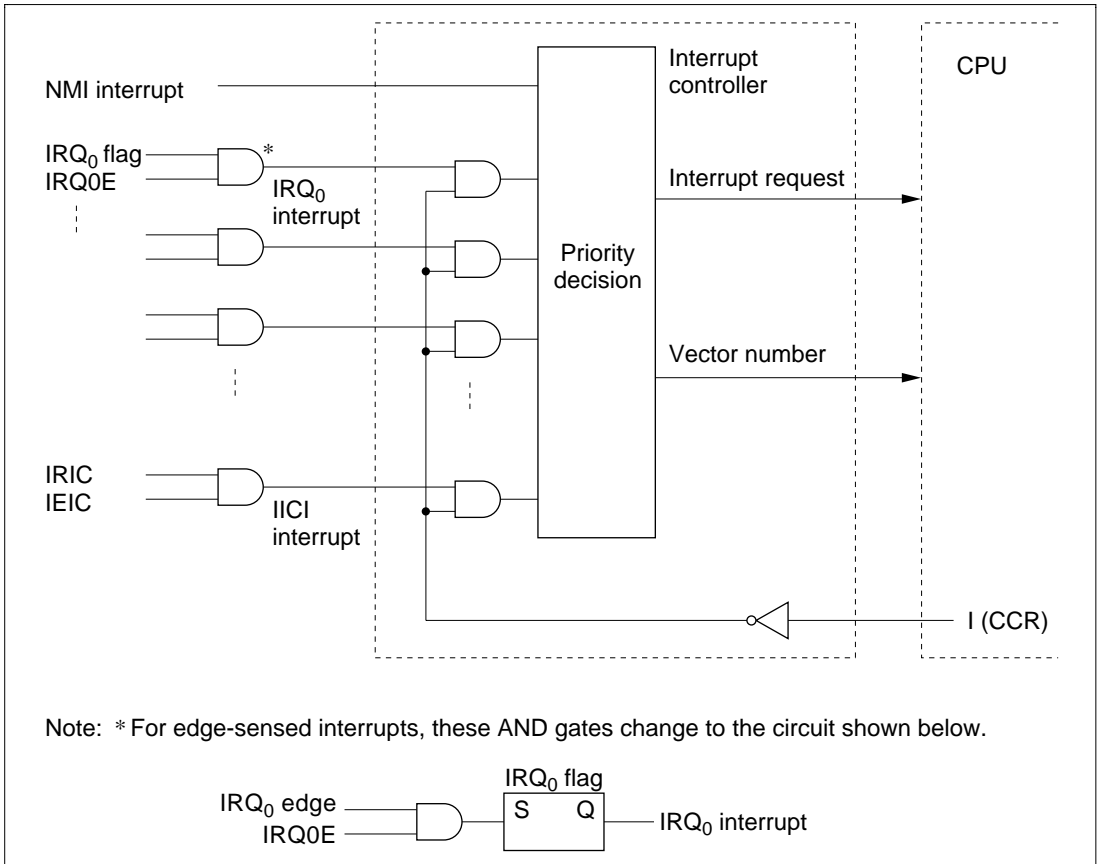 NMI interrupt
IRQ0 flag
IRQ0E
*
IRQ0
interrupt
IRIC
IEIC
IICI
interrupt
Priority
decision
Interrupt
controller
Interrupt request
Vector number
CPU
I (CCR)
Note: * For edge-sensed interrupts, these AND gates change to the circuit shown below.
IRQ0 edge
IRQ0E
IRQ0 flag
S Q
IRQ0 interrupt